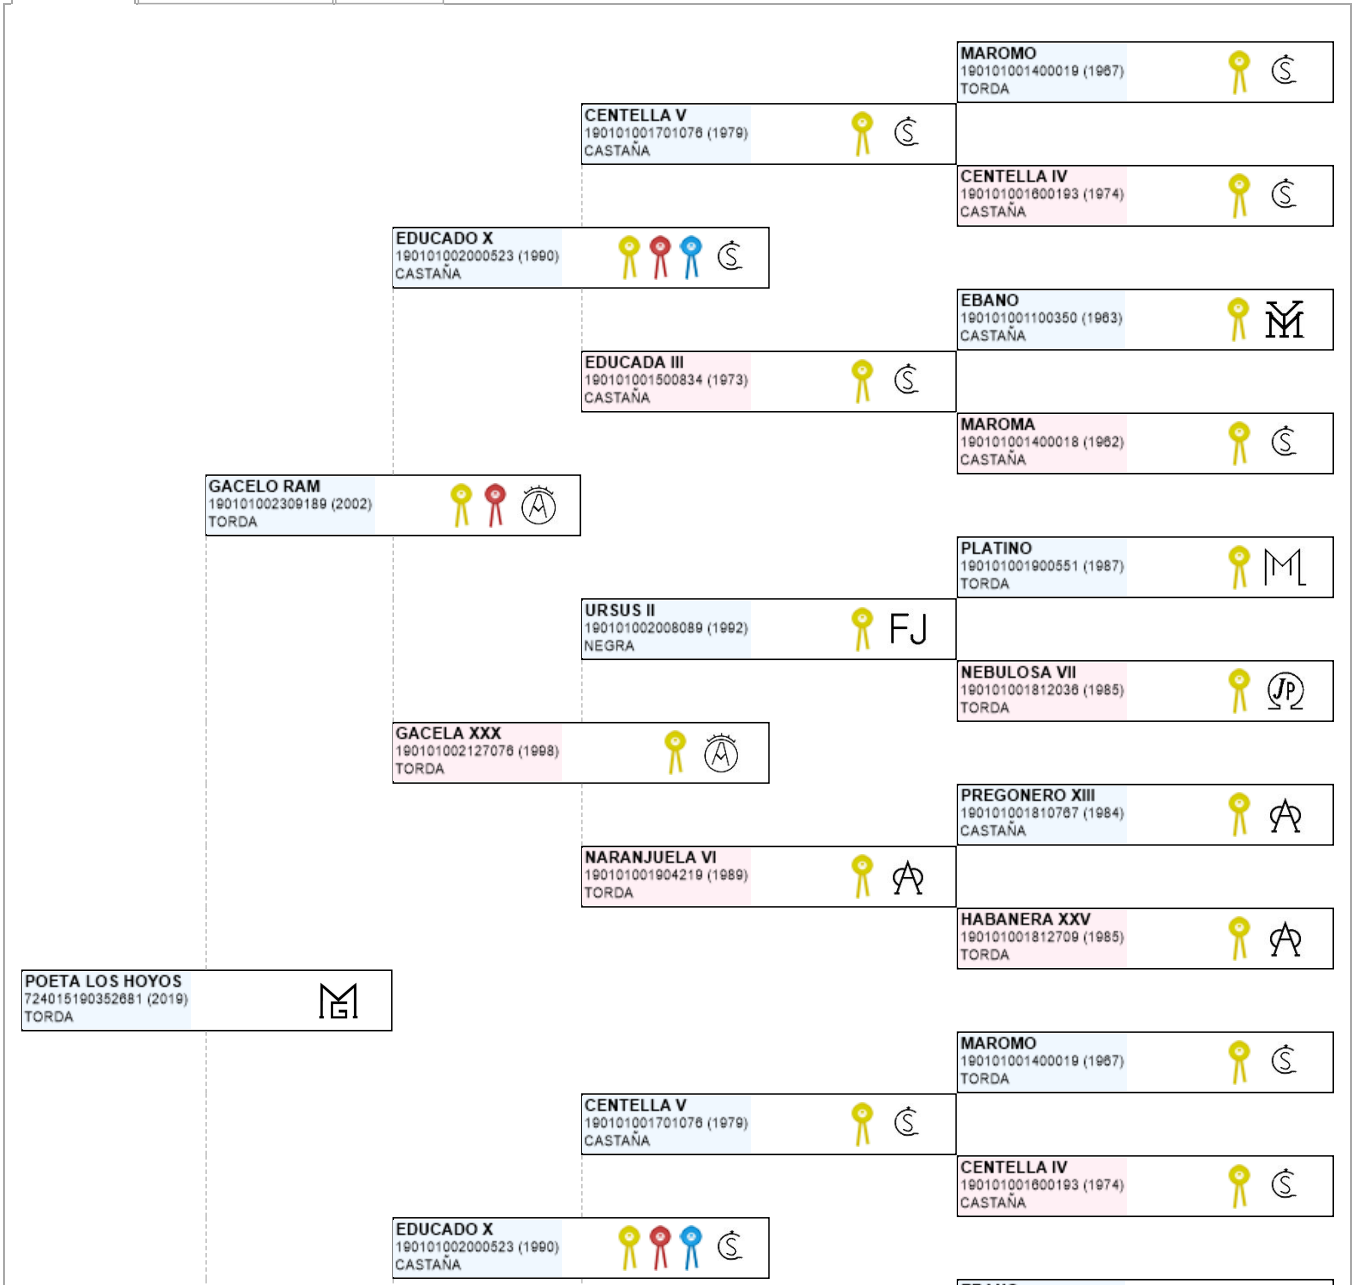 MAROMO
190101001400019 (1967)
TORDA
CENTELLA V
190101001701076 (1979)
CASTAÑA
CENTELLA IV
190101001600193 (1974)
CASTAÑA
EDUCADO X
190101002000523 (1990)
CASTAÑA
EBANO
190101001100350 (1963)
CASTAÑA
EDUCADA III
190101001500834 (1973)
CASTAÑA
MAROMA
190101001400018 (1962)
CASTAÑA
GACELO RAM
190101002309189 (2002)
TORDA
PLATINO
190101001900551 (1987)
TORDA
URSUS II
190101002008089 (1992)
NEGRA
FJ
NEBULOSA VII
190101001812036 (1985)
TORDA
JP
GACELA XXX
190101002127076 (1998)
TORDA
PREGONERO XIII
190101001810767 (1984)
CASTAÑA
NARANJUELA VI
190101001904219 (1989)
TORDA
HABANERA XXV
190101001812709 (1985)
TORDA
POETA LOS HOYOS
724015190352681 (2019)
TORDA
MAROMO
190101001400019 (1967)
TORDA
CENTELLA V
190101001701076 (1979)
CASTAÑA
CENTELLA IV
190101001600193 (1974)
CASTAÑA
EDUCADO X
190101002000523 (1990)
CASTAÑA